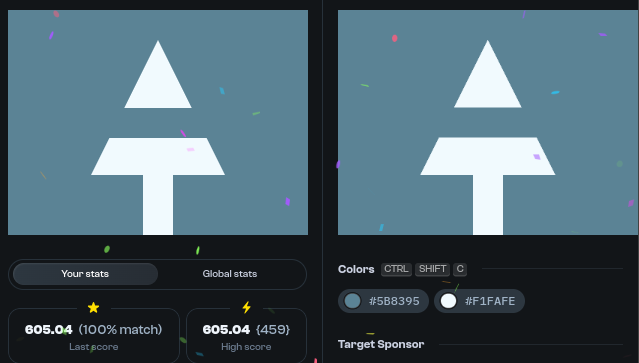 Your stats
Global stats
605.04 (100% match)
Last score
605.04 {459}
High score
Colors CTRL SHIFT C
#5B8395
#F1FAFE
Target Sponsor